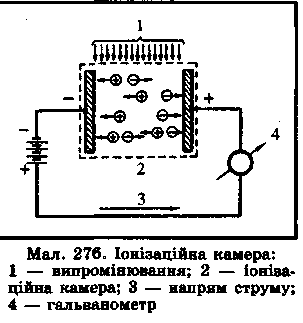 1
− +
4
−
+
2
3
Мал. 276. Іонізаційна камера:
1 — випромінювання; 2 — іоніза-
ційна камера; 3 — напрям струму;
4 — гальванометр